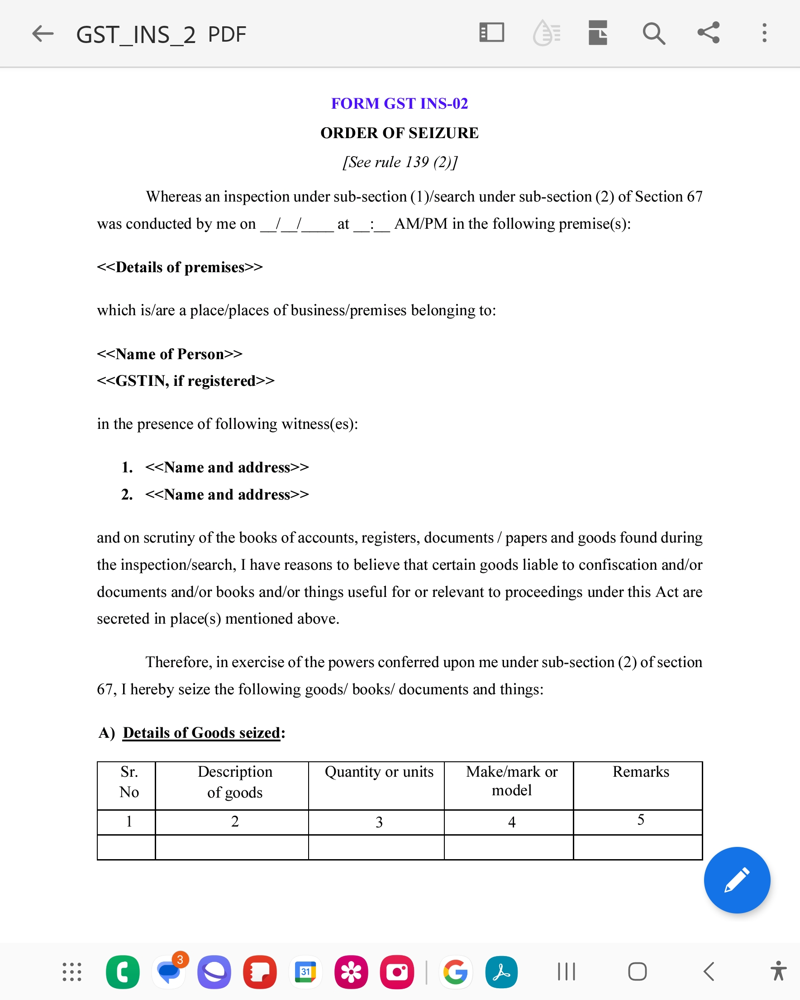 GST_INS_2 PDF
FORM GST INS-02
ORDER OF SEIZURE
[See rule 139 (2)]
Whereas an inspection under sub-section (1)/search under sub-section (2) of Section 67
was conducted by me on __/__/____ at __:__ AM/PM in the following premise(s):
<<Details of premises>>
which is/are a place/places of business/premises belonging to:
<<Name of Person>>
<<GSTIN, if registered>>
in the presence of following witness(es):
1. <<Name and address>>
2. <<Name and address>>
and on scrutiny of the books of accounts, registers, documents / papers and goods found during
the inspection/search, I have reasons to believe that certain goods liable to confiscation and/or
documents and/or books and/or things useful for or relevant to proceedings under this Act are
secreted in place(s) mentioned above.
Therefore, in exercise of the powers conferred upon me under sub-section (2) of section
67, I hereby seize the following goods/ books/ documents and things:
A) Details of Goods seized:
Sr. No Description of goods Quantity or units Make/mark or model Remarks
1 2 3 4 5
3
31